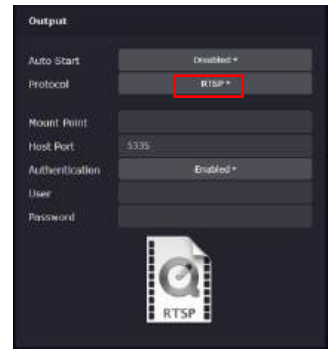 Output
Auto Start Disabled
Protocol RTSP
Mount Point
Host Port 5335
Authentication Enabled
User
Password
RTSP